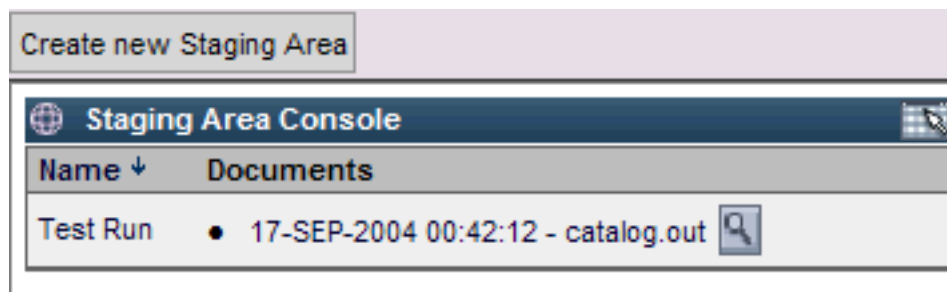 Create new Staging Area
Staging Area Console
Name Documents
Test Run • 17-SEP-2004 00:42:12 - catalog.out